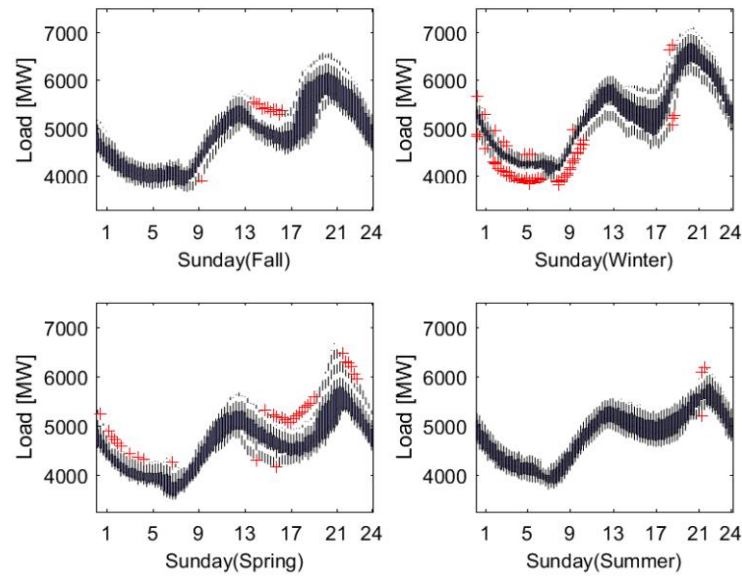 7000
6000
5000
4000
Load [MW]
1 5 9 13 17 21 24
Sunday(Fall)
7000
6000
5000
4000
Load [MW]
1 5 9 13 17 21 24
Sunday(Winter)
7000
6000
5000
4000
Load [MW]
1 5 9 13 17 21 24
Sunday(Spring)
7000
6000
5000
4000
Load [MW]
1 5 9 13 17 21 24
Sunday(Summer)